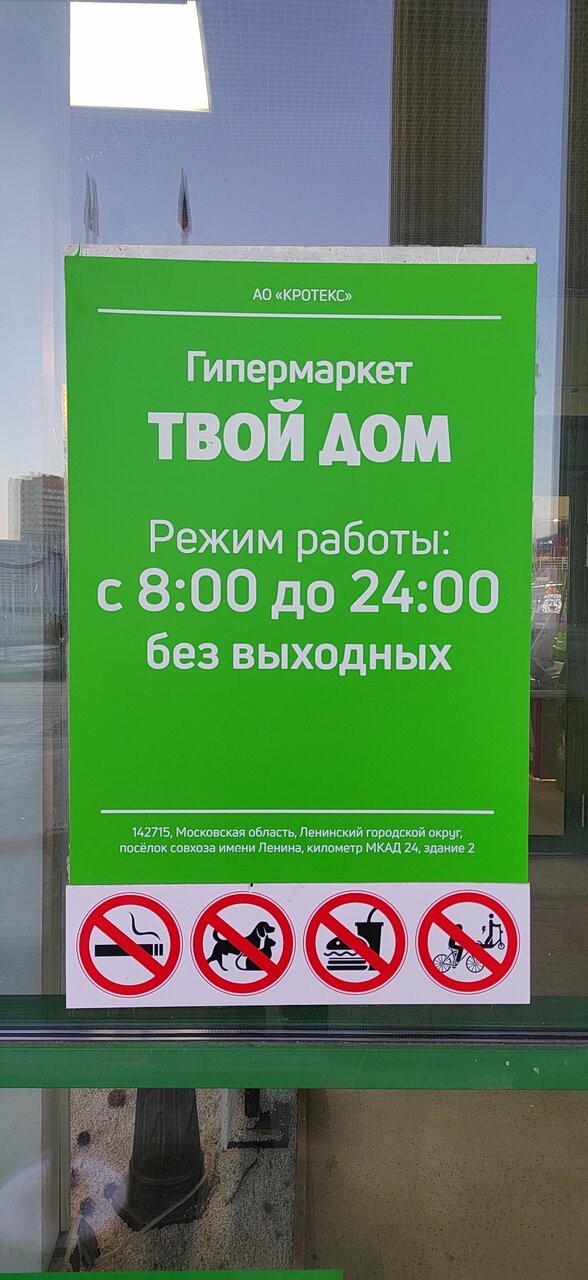 АО «КРОТЕКС»
Гипермаркет
ТВОЙ ДОМ
Режим работы:
с 8:00 до 24:00
без выходных
142715, Московская область, Ленинский городской округ,
посёлок совхоза имени Ленина, километр МКАД 24, здание 2